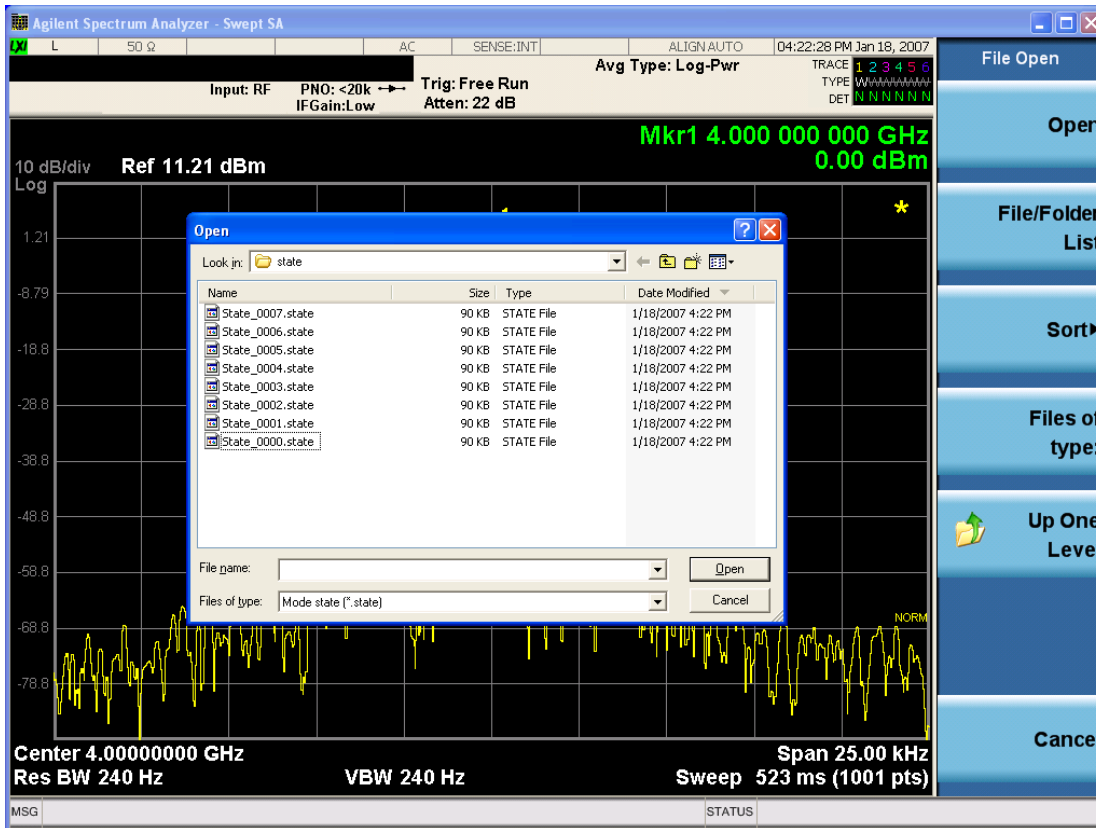 Agilent Spectrum Analyzer - Swept SA
LXI L 50 Ω AC SENSE:INT ALIGN AUTO 04:22:28 PM Jan 18, 2007
Input: RF PNO: <20k IFGain:Low
Trig: Free Run
Atten: 22 dB
Avg Type: Log-Pwr
TRACE 1 2 3 4 5 6
TYPE
DET N N N N N N
Mkr1 4.000 000 000 GHz
0.00 dBm
10 dB/div Ref 11.21 dBm
Log
1.21
-8.79
-18.8
-28.8
-38.8
-48.8
-58.8
-68.8
-78.8
NORM
Open
Look in: state
Name Size Type Date Modified
State_0007.state 90 KB STATE File 1/18/2007 4:22 PM
State_0006.state 90 KB STATE File 1/18/2007 4:22 PM
State_0005.state 90 KB STATE File 1/18/2007 4:22 PM
State_0004.state 90 KB STATE File 1/18/2007 4:22 PM
State_0003.state 90 KB STATE File 1/18/2007 4:22 PM
State_0002.state 90 KB STATE File 1/18/2007 4:22 PM
State_0001.state 90 KB STATE File 1/18/2007 4:22 PM
State_0000.state 90 KB STATE File 1/18/2007 4:22 PM
File name: Open
Files of type: Mode state (*.state) Cancel
Center 4.00000000 GHz Span 25.00 kHz
Res BW 240 Hz VBW 240 Hz Sweep 523 ms (1001 pts)
MSG STATUS
File Open
Open
File/Folder
List
Sort
Files of
type:
Up One
Leve
Cance